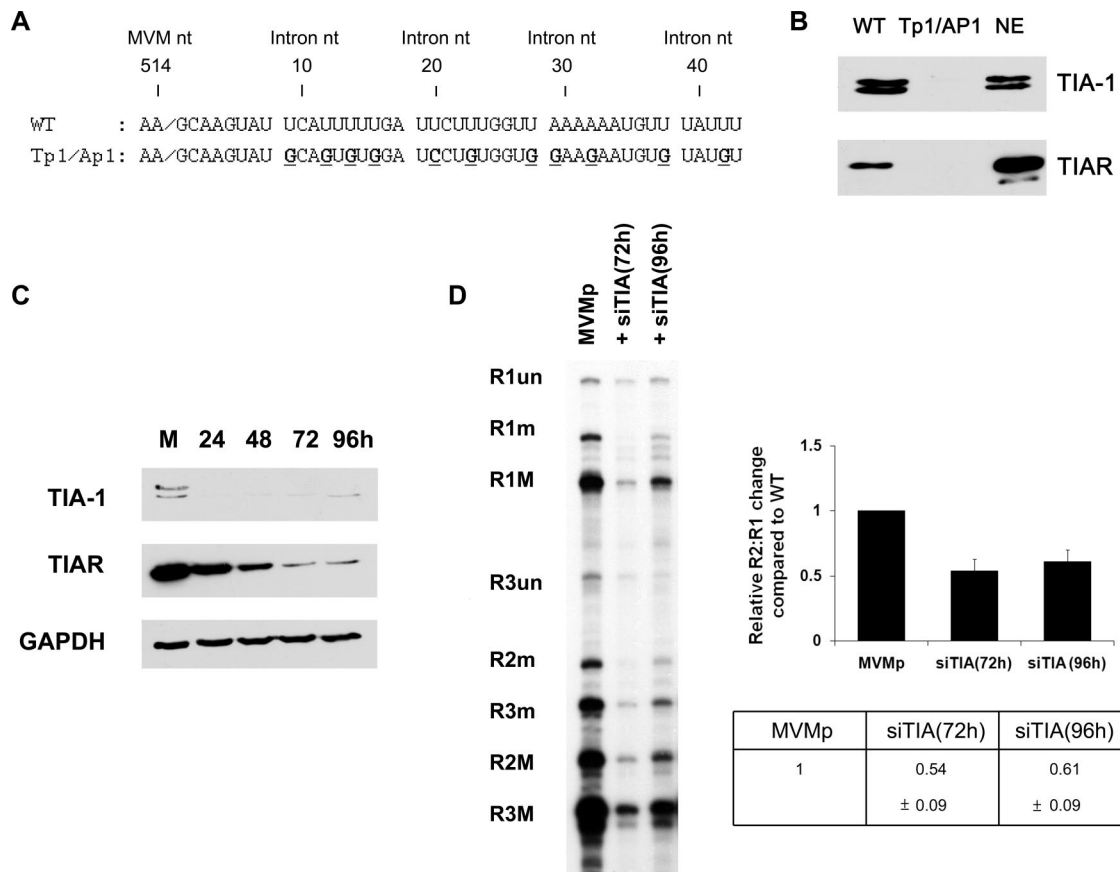 A
MVM nt Intron nt Intron nt Intron nt Intron nt
514 10 20 30 40
WT : AA/GCAAGUAU UCAUUUUUGA UUCUUUGGUU AAAAAAUGUU UAUUU
Tp1/Ap1: AA/GCAAGUAU GCAGUGUGGA UCCUGUGGUG GAAGAAUGUG UAUGU
B
WT Tp1/AP1 NE
TIA-1
TIAR
C
M 24 48 72 96h
TIA-1
TIAR
GAPDH
D
MVMp
+ siTIA(72h)
+ siTIA(96h)
R1un
R1m
R1M
R3un
R2m
R3m
R2M
R3M
Relative R2:R1 change
compared to WT
1.5
1
0.5
0
MVMp siTIA(72h) siTIA (96h)
MVMp siTIA(72h) siTIA(96h)
1 0.54 0.61
± 0.09 ± 0.09